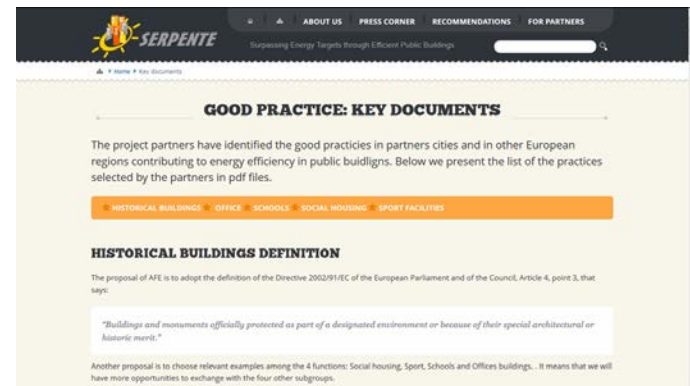 ABOUT US PRESS CORNER RECOMMENDATIONS FOR PARTNERS
SERPENTE
Surpassing Energy Targets through Efficient Public Buildings
Home Key documents
GOOD PRACTICE: KEY DOCUMENTS
The project partners have identified the good practicies in partners cities and in other European
regions contributing to energy efficiency in public buidligns. Below we present the list of the practices
selected by the partners in pdf files.
HISTORICAL BUILDINGS OFFICE SCHOOLS SOCIAL HOUSING SPORT FACILITIES
HISTORICAL BUILDINGS DEFINITION
The proposal of AFE is to adopt the definition of the Directive 2002/91/EC of the European Parliament and of the Council, Article 4, point 3, that
says:
"Buildings and monuments officially protected as part of a designated environment or because of their special architectural or
historic merit."
Another proposal is to choose relevant examples among the 4 functions: Social housing, Sport, Schools and Offices buildings. . It means that we will
have more opportunities to exchange with the four other subgroups.